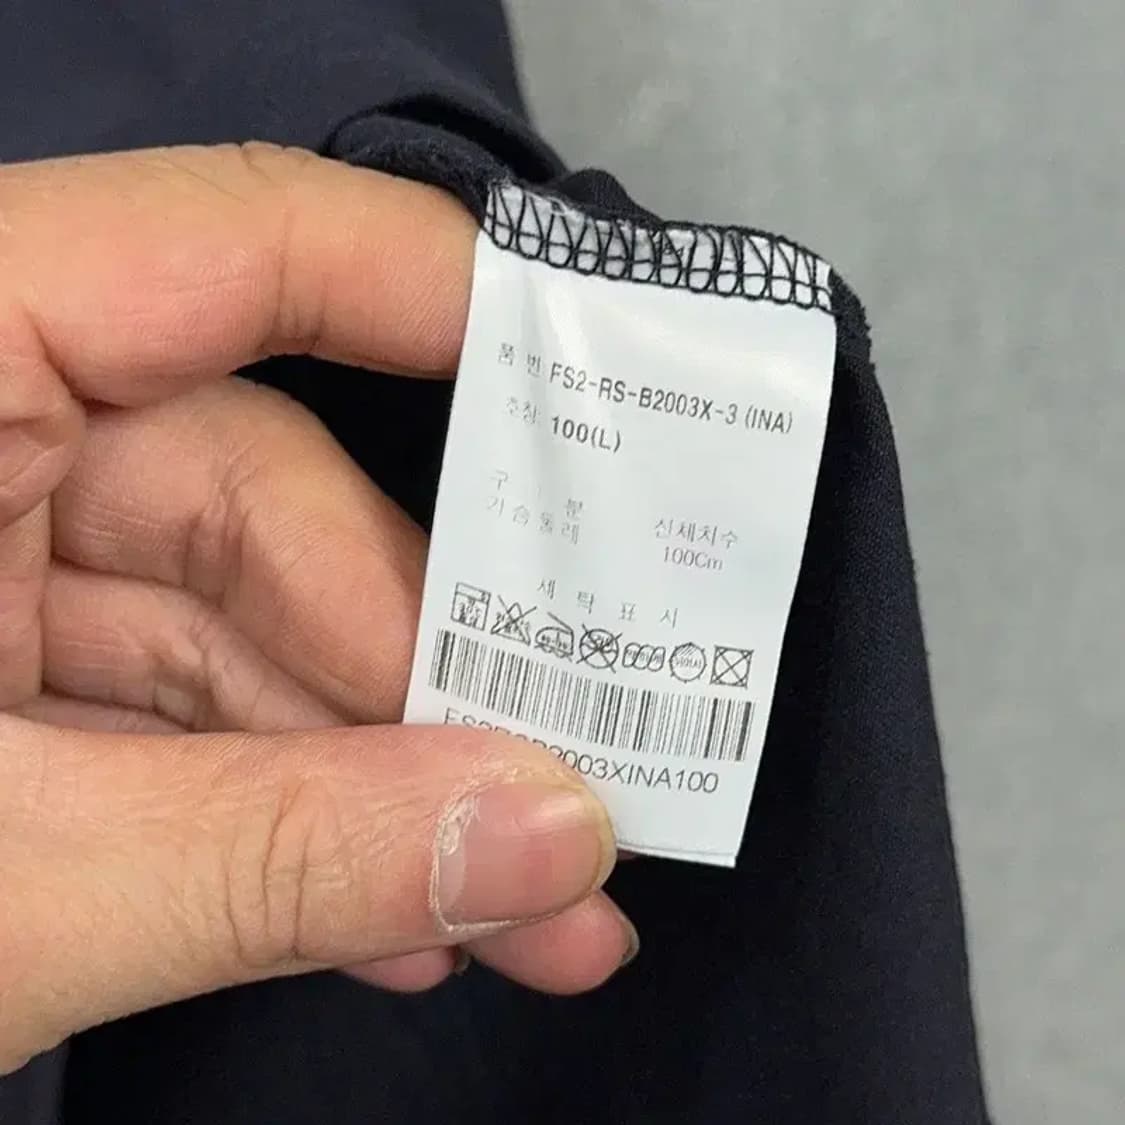 품 번 FS2-RS-B2003X-3 (INA)
호칭 100(L)
구 분 신체치수
가슴둘레 100Cm
세 탁 표 시
2003XINA100